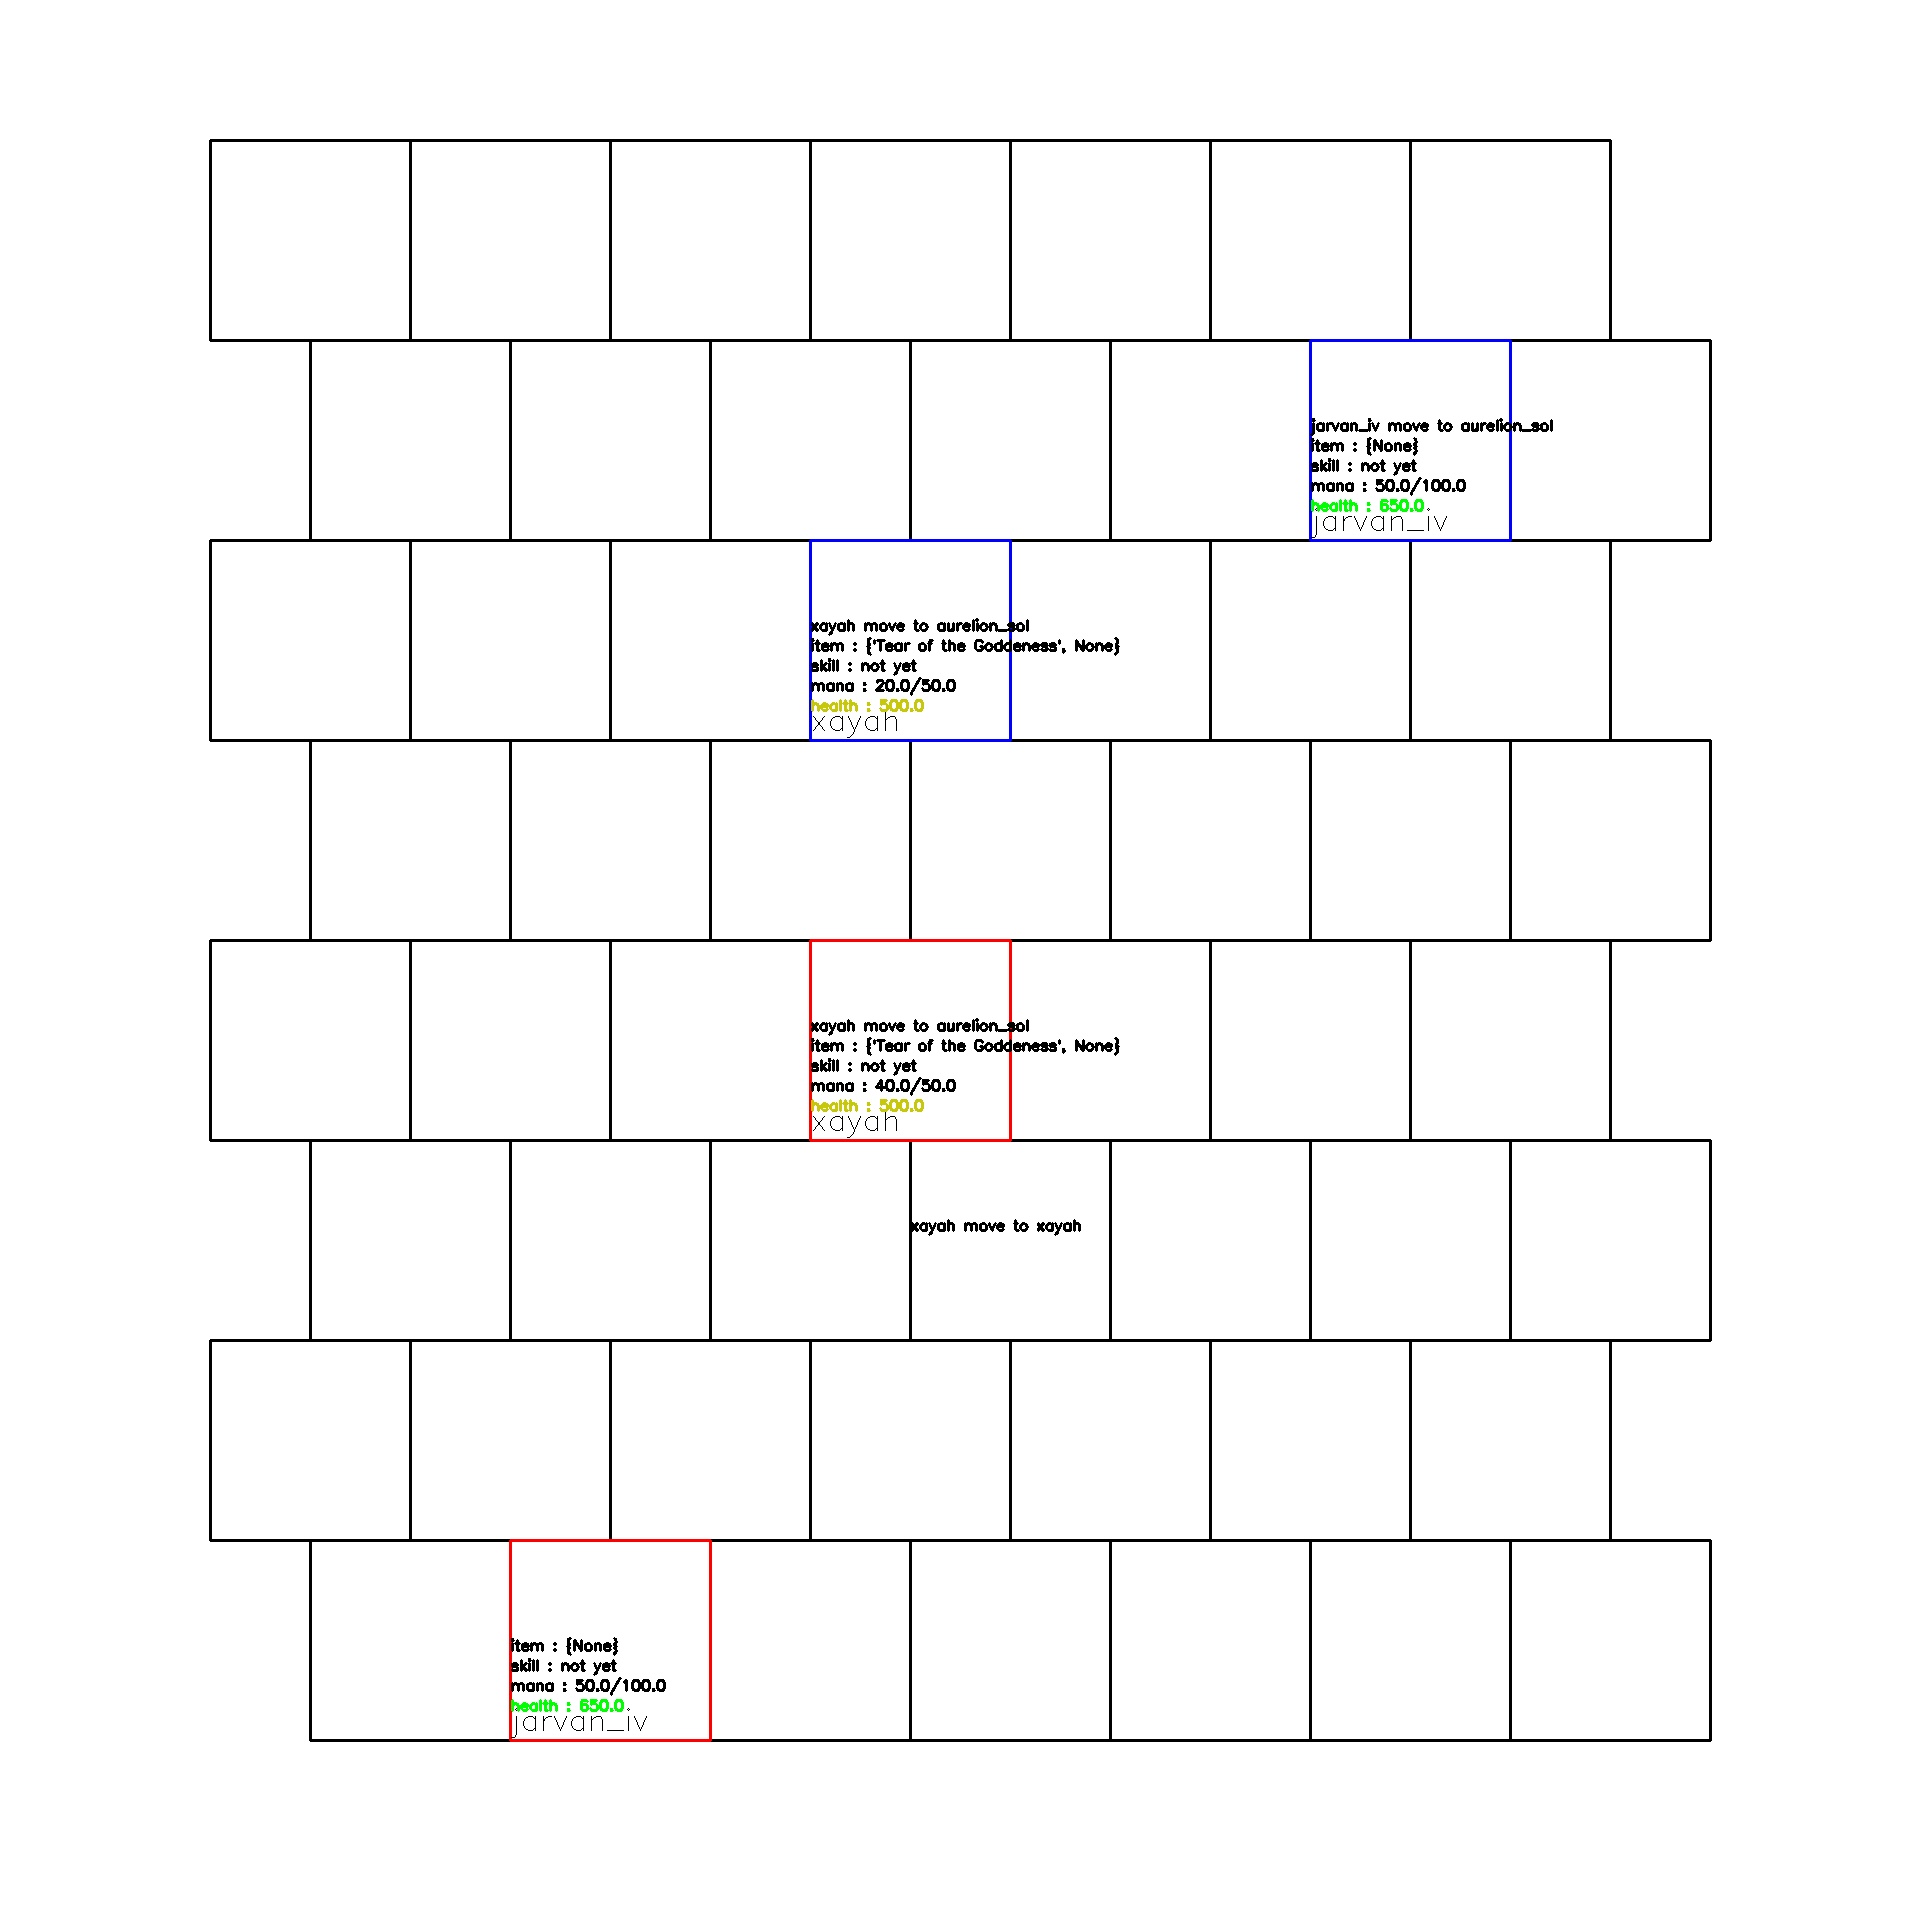 jarvan_iv move to aurelion_sol
item : {None}
skill : not yet
mana : 50.0/100.0
health : 650.0
jarvan_iv
xayah move to aurelion_sol
item : {'Tear of the Goddeness', None}
skill : not yet
mana : 20.0/50.0
health : 500.0
xayah
xayah move to aurelion_sol
item : {'Tear of the Goddeness', None}
skill : not yet
mana : 40.0/50.0
health : 500.0
xayah
xayah move to xayah
item : {None}
skill : not yet
mana : 50.0/100.0
health : 650.0
jarvan_iv